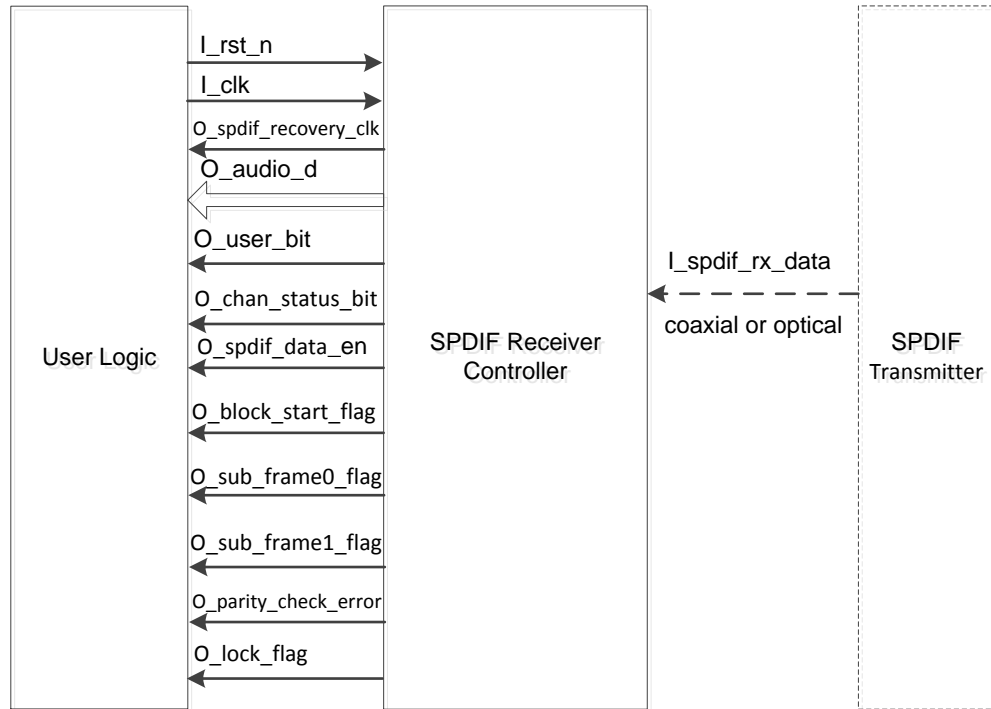 I_rst_n
I_clk
O_spdif_recovery_clk
O_audio_d
O_user_bit
O_chan_status_bit
O_spdif_data_en
O_block_start_flag
O_sub_frame0_flag
O_sub_frame1_flag
O_parity_check_error
O_lock_flag
User Logic
SPDIF Receiver
Controller
I_spdif_rx_data
coaxial or optical
SPDIF
Transmitter